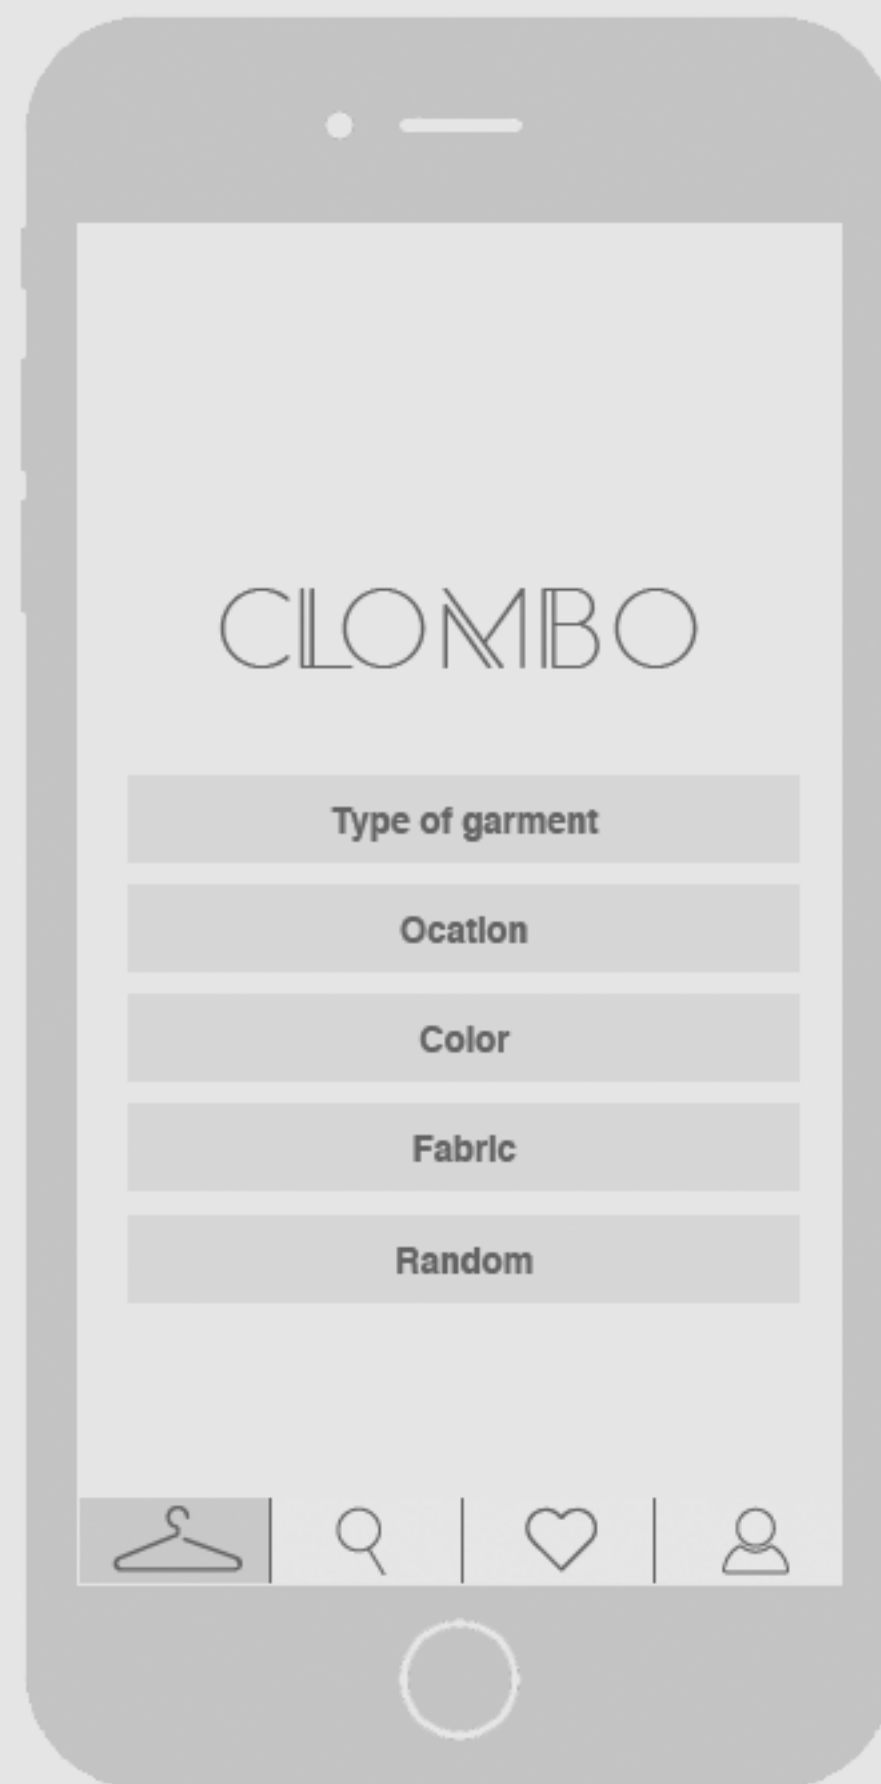 CLOMBO
Type of garment
Ocation
Color
Fabric
Random